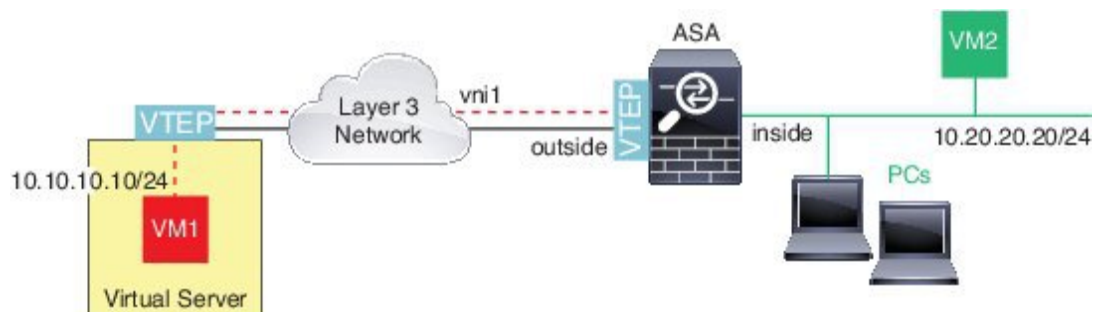 VM2
ASA
Layer 3
Network
vni1
VTEP
VTEP
outside
inside
10.20.20.20/24
10.10.10.10/24
PCs
VM1
Virtual Server